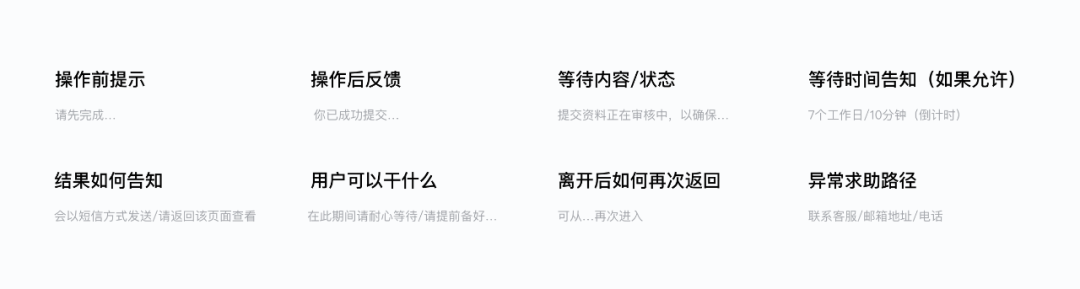 操作前提示
操作后反馈
等待内容/状态
等待时间告知（如果允许）
请先完成...
你已成功提交...
提交资料正在审核中，以确保...
7个工作日/10分钟（倒计时）
结果如何告知
用户可以干什么
离开后如何再次返回
异常求助路径
会以短信方式发送/请返回该页面查看
在此期间请耐心等待/请提前备好...
可从...再次进入
联系客服/邮箱地址/电话